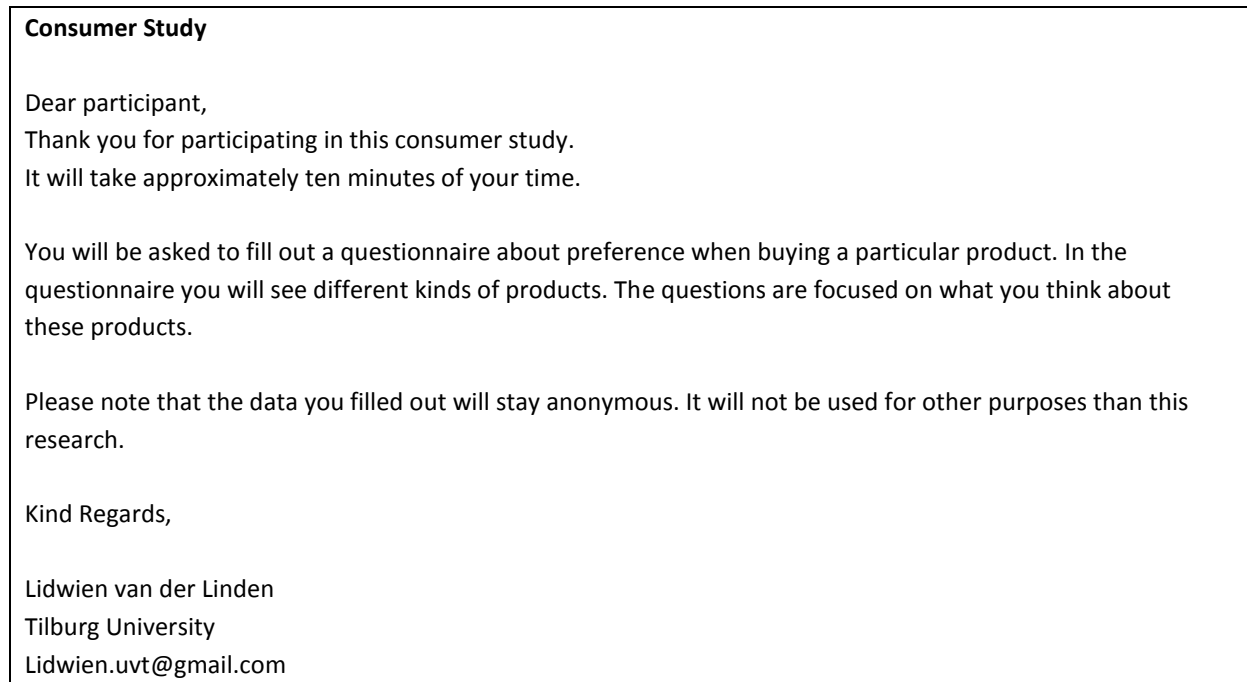 Consumer Study
Dear participant,
Thank you for participating in this consumer study.
It will take approximately ten minutes of your time.
You will be asked to fill out a questionnaire about preference when buying a particular product. In the
questionnaire you will see different kinds of products. The questions are focused on what you think about
these products.
Please note that the data you filled out will stay anonymous. It will not be used for other purposes than this
research.
Kind Regards,
Lidwien van der Linden
Tilburg University
Lidwien.uvt@gmail.com